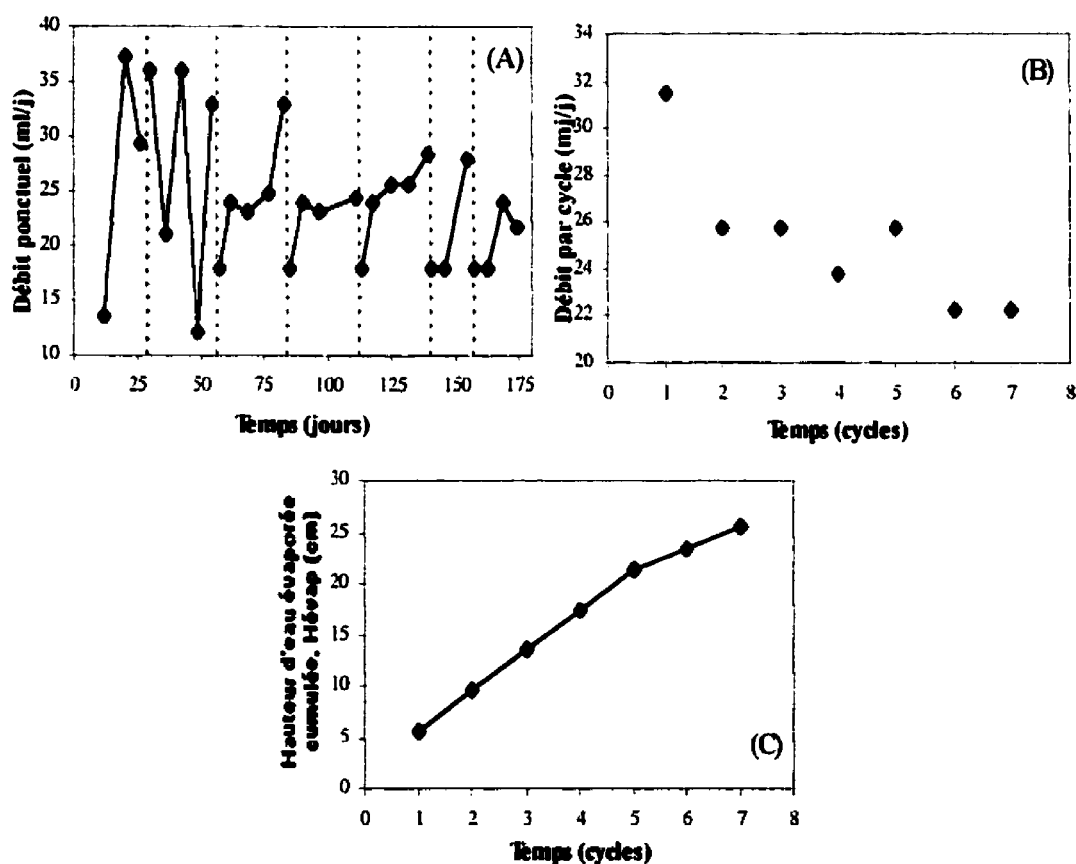 (A)
Débit ponctuel (ml/j)
40
35
30
25
20
15
10
0 25 50 75 100 125 150 175
Temps (jours)
(B)
Débit par cycle (mj/j)
34
32
30
28
26
24
22
20
0 1 2 3 4 5 6 7 8
Temps (cycles)
(C)
Hauteur d'eau évaporée
cumulée, Hévap (cm)
30
25
20
15
10
5
0
0 1 2 3 4 5 6 7 8
Temps (cycles)